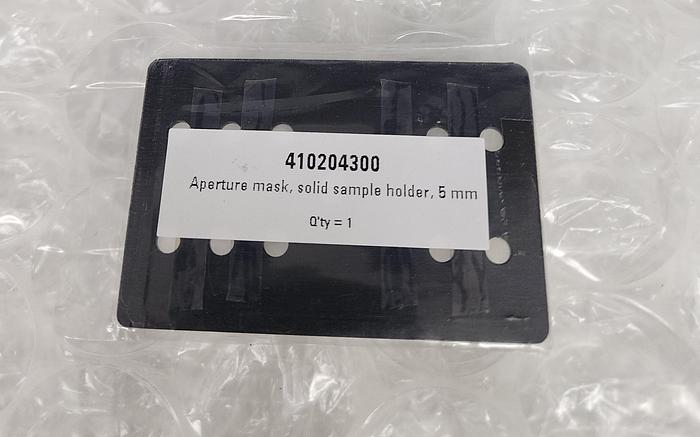 410204300
Aperture mask, solid sample holder, 5 mm
Q'ty = 1